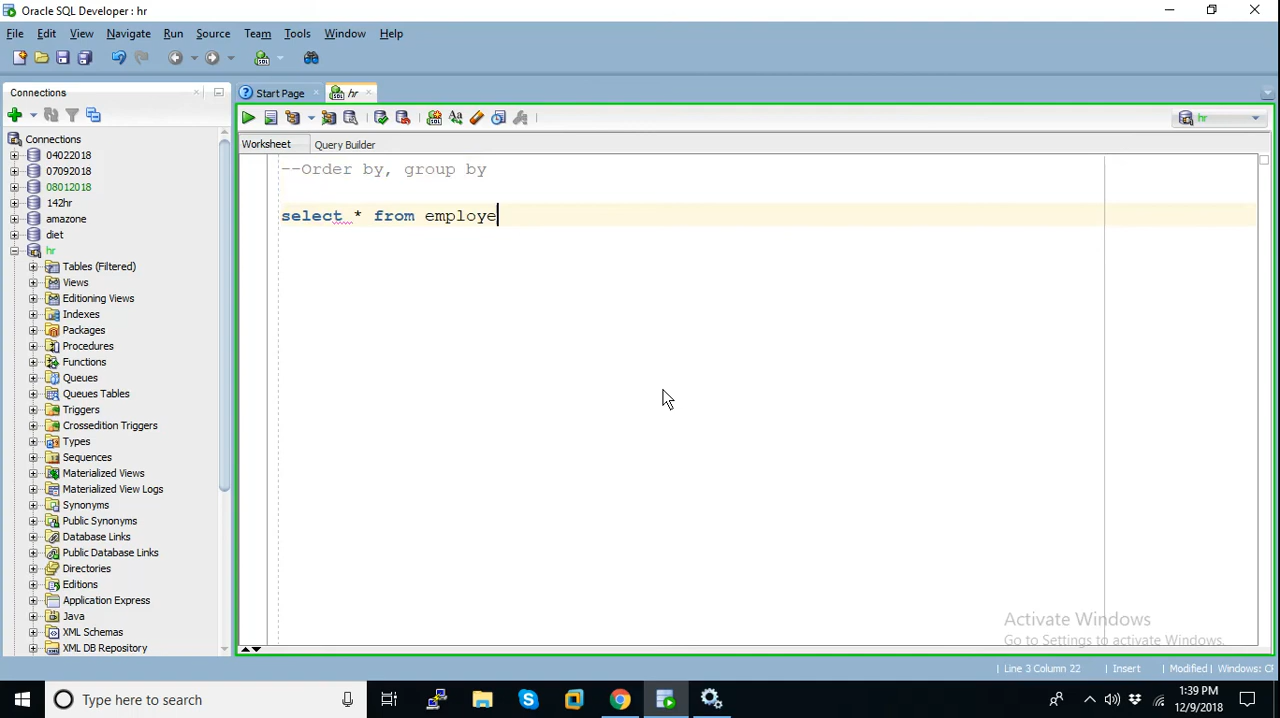 Oracle SQL Developer : hr
File Edit View Navigate Run Source Team Tools Window Help
Connections
Start Page
hr
hr
Worksheet
Query Builder
Connections
04022018
07092018
08012018
142hr
amazone
diet
hr
Tables (Filtered)
Views
Editioning Views
Indexes
Packages
Procedures
Functions
Queues
Queues Tables
Triggers
Crossedition Triggers
Types
Sequences
Materialized Views
Materialized View Logs
Synonyms
Public Synonyms
Database Links
Public Database Links
Directories
Editions
Application Express
Java
XML Schemas
XML DB Repository
--Order by, group by
select * from employe
Activate Windows
Go to Settings to activate Windows.
Line 3 Column 22 Insert Modified Windows: CF
Type here to search
1:39 PM
12/9/2018